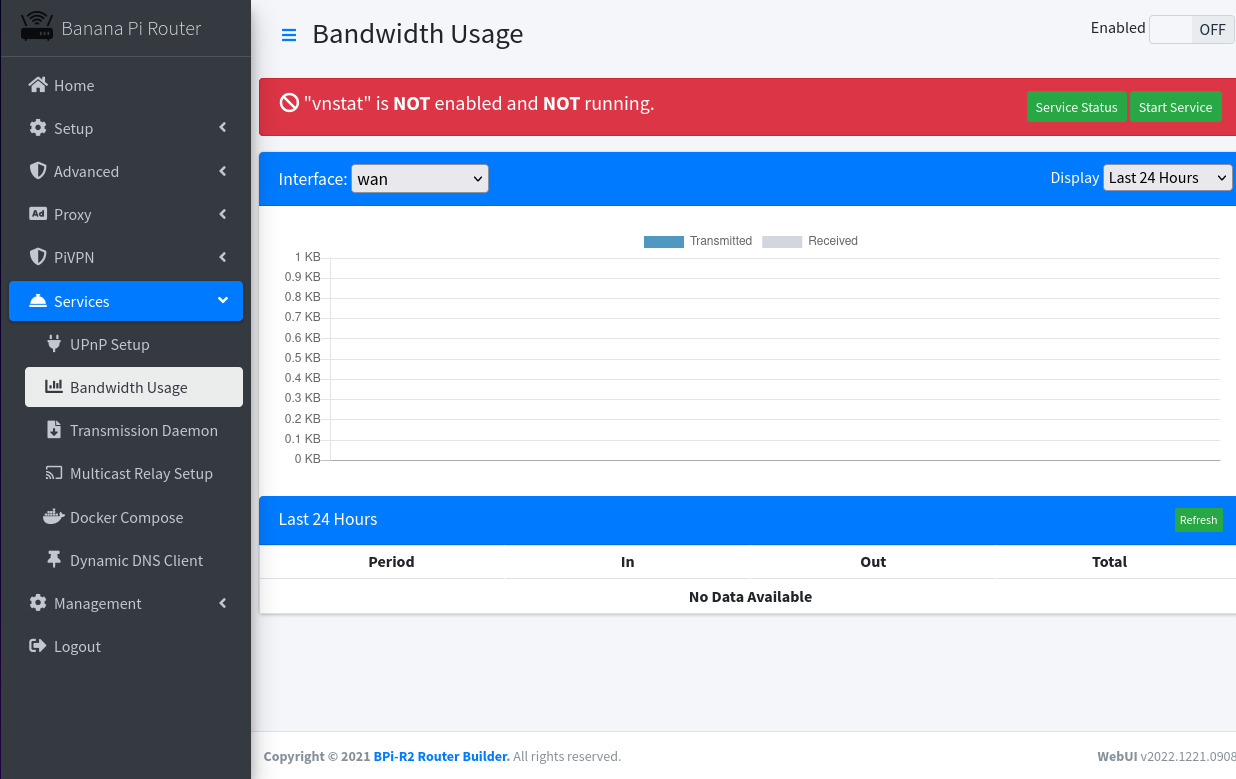 Banana Pi Router
Bandwidth Usage
Enabled
OFF
Home
Setup
Advanced
Ad
Proxy
PiVPN
Services
UPnP Setup
Bandwidth Usage
Transmission Daemon
Multicast Relay Setup
Docker Compose
Dynamic DNS Client
Management
Logout
"vnstat" is NOT enabled and NOT running.
Service Status
Start Service
Interface: wan
Display Last 24 Hours
Transmitted
Received
1 KB
0.9 KB
0.8 KB
0.7 KB
0.6 KB
0.5 KB
0.4 KB
0.3 KB
0.2 KB
0.1 KB
0 KB
Last 24 Hours
Refresh
Period In Out Total
No Data Available
Copyright © 2021 BPi-R2 Router Builder. All rights reserved.
WebUI v2022.1221.0908